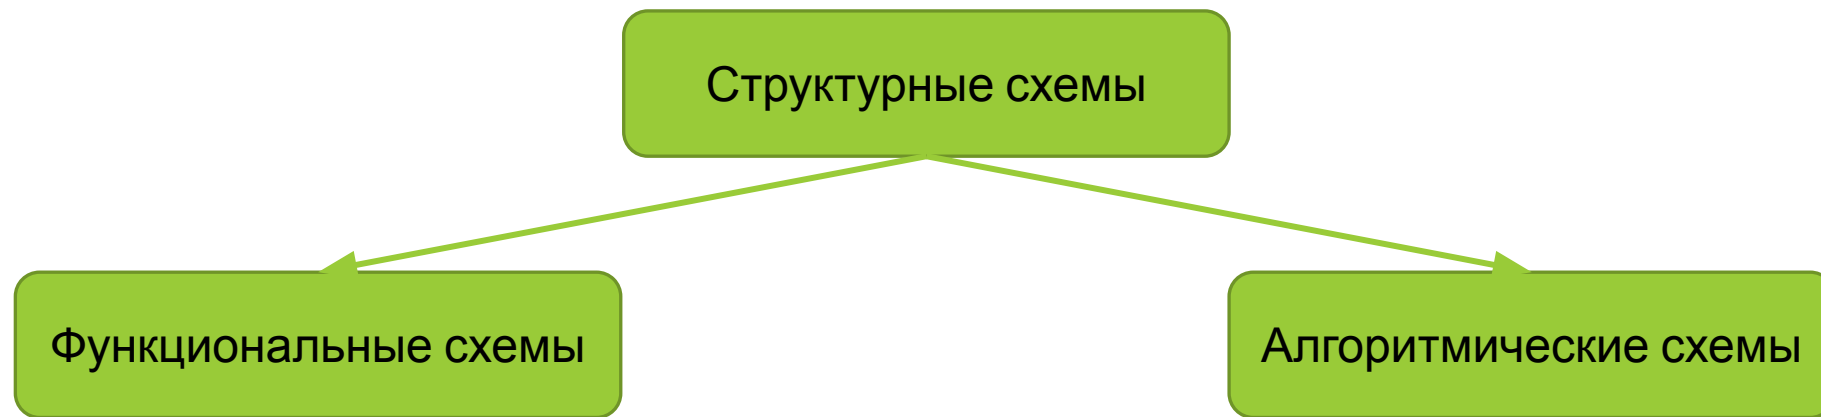 Структурные схемы
Функциональные схемы
Алгоритмические схемы